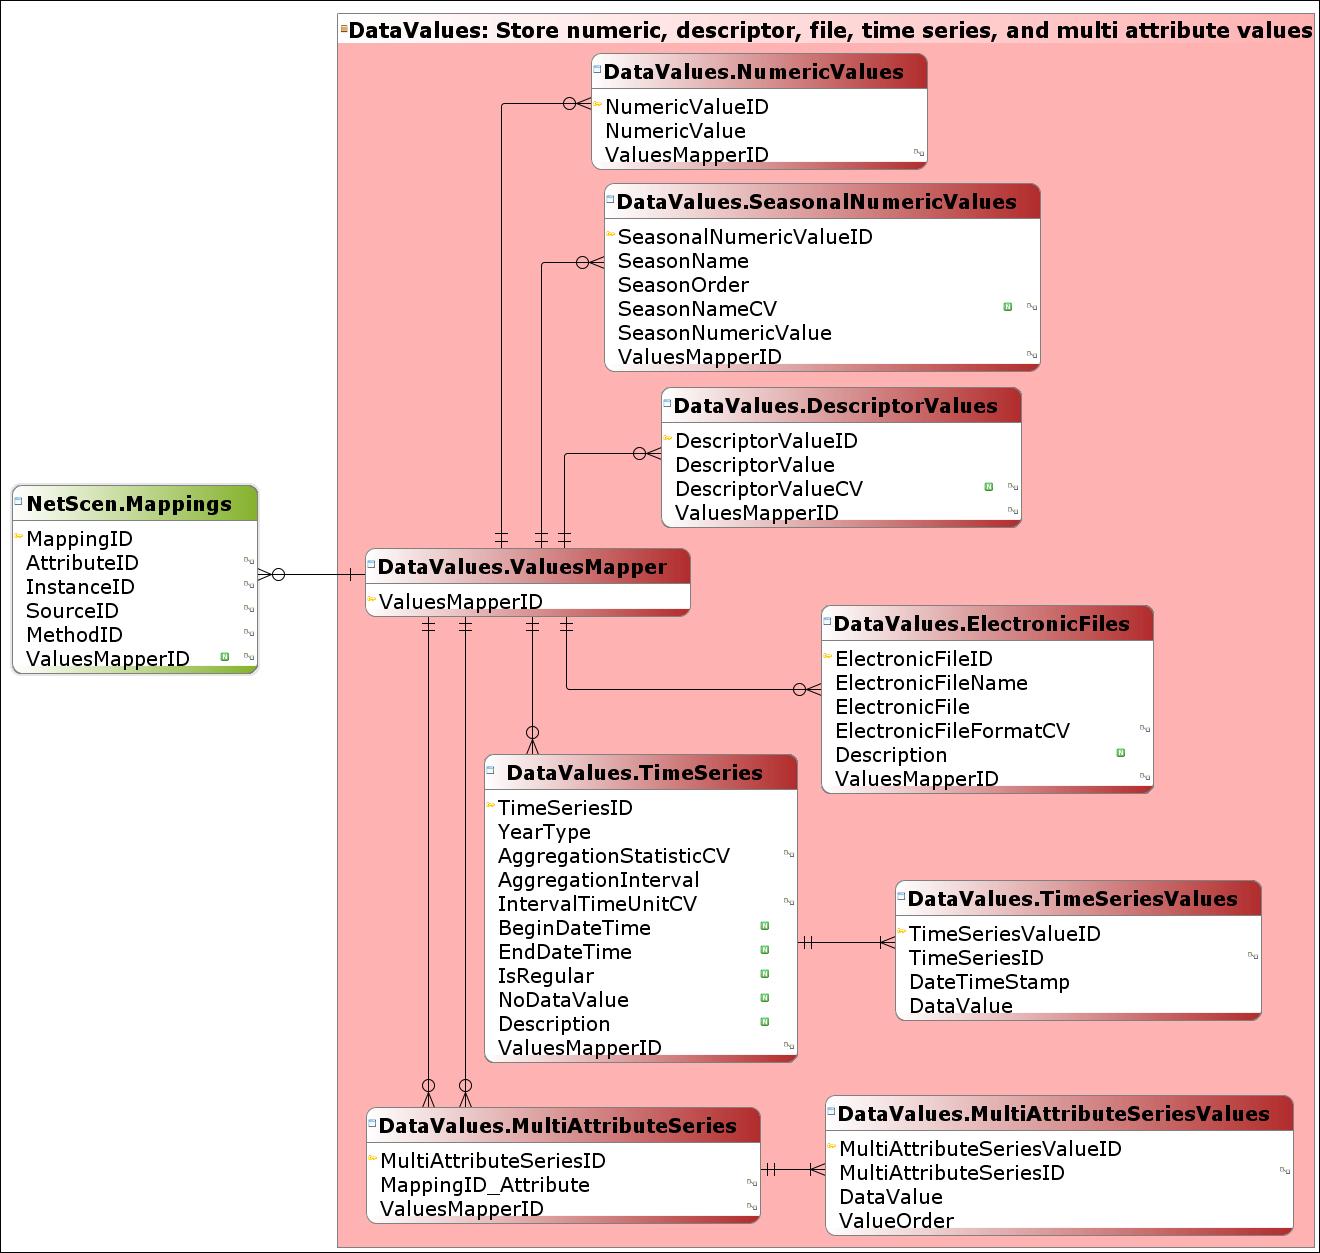 DataValues: Store numeric, descriptor, file, time series, and multi attribute values
DataValues.NumericValues
NumericValueID
NumericValue
ValuesMapperID
DataValues.SeasonalNumericValues
SeasonalNumericValueID
SeasonName
SeasonOrder
SeasonNameCV
N
SeasonNumericValue
ValuesMapperID
DataValues.DescriptorValues
DescriptorValueID
DescriptorValue
DescriptorValueCV
N
ValuesMapperID
NetScen.Mappings
MappingID
AttributeID
InstanceID
SourceID
MethodID
ValuesMapperID
N
DataValues.ValuesMapper
ValuesMapperID
DataValues.ElectronicFiles
ElectronicFileID
ElectronicFileName
ElectronicFile
ElectronicFileFormatCV
Description
N
ValuesMapperID
DataValues.TimeSeries
TimeSeriesID
YearType
AggregationStatisticCV
AggregationInterval
IntervalTimeUnitCV
BeginDateTime
N
EndDateTime
N
IsRegular
N
NoDataValue
N
Description
N
ValuesMapperID
DataValues.TimeSeriesValues
TimeSeriesValueID
TimeSeriesID
DateTimeStamp
DataValue
DataValues.MultiAttributeSeries
MultiAttributeSeriesID
MappingID_Attribute
ValuesMapperID
DataValues.MultiAttributeSeriesValues
MultiAttributeSeriesValueID
MultiAttributeSeriesID
DataValue
ValueOrder